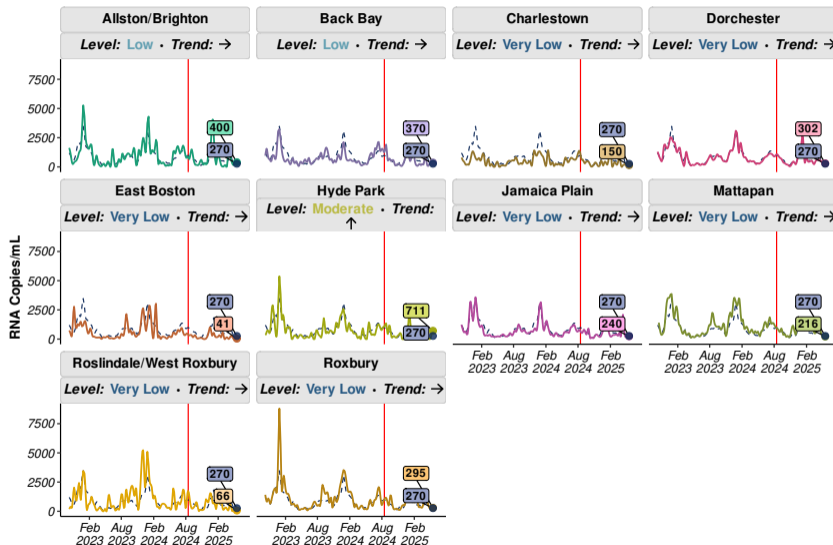 Allston/Brighton
Back Bay
Charlestown
Dorchester
Level: Low · Trend: →
Level: Low · Trend: →
Level: Very Low · Trend: →
Level: Very Low · Trend: →
7500
5000
2500
0
400
270
370
270
270
150
302
270
East Boston
Hyde Park
Jamaica Plain
Mattapan
Level: Very Low · Trend: →
Level: Moderate · Trend:
↑
Level: Very Low · Trend: →
Level: Very Low · Trend: →
RNA Copies/mL
7500
5000
2500
0
270
41
711
270
270
240
270
216
Feb
2023
Aug
2023
Feb
2024
Aug
2024
Feb
2025
Feb
2023
Aug
2023
Feb
2024
Aug
2024
Feb
2025
Roslindale/West Roxbury
Roxbury
Level: Very Low · Trend: →
Level: Very Low · Trend: →
7500
5000
2500
0
270
66
295
270
Feb
2023
Aug
2023
Feb
2024
Aug
2024
Feb
2025
Feb
2023
Aug
2023
Feb
2024
Aug
2024
Feb
2025